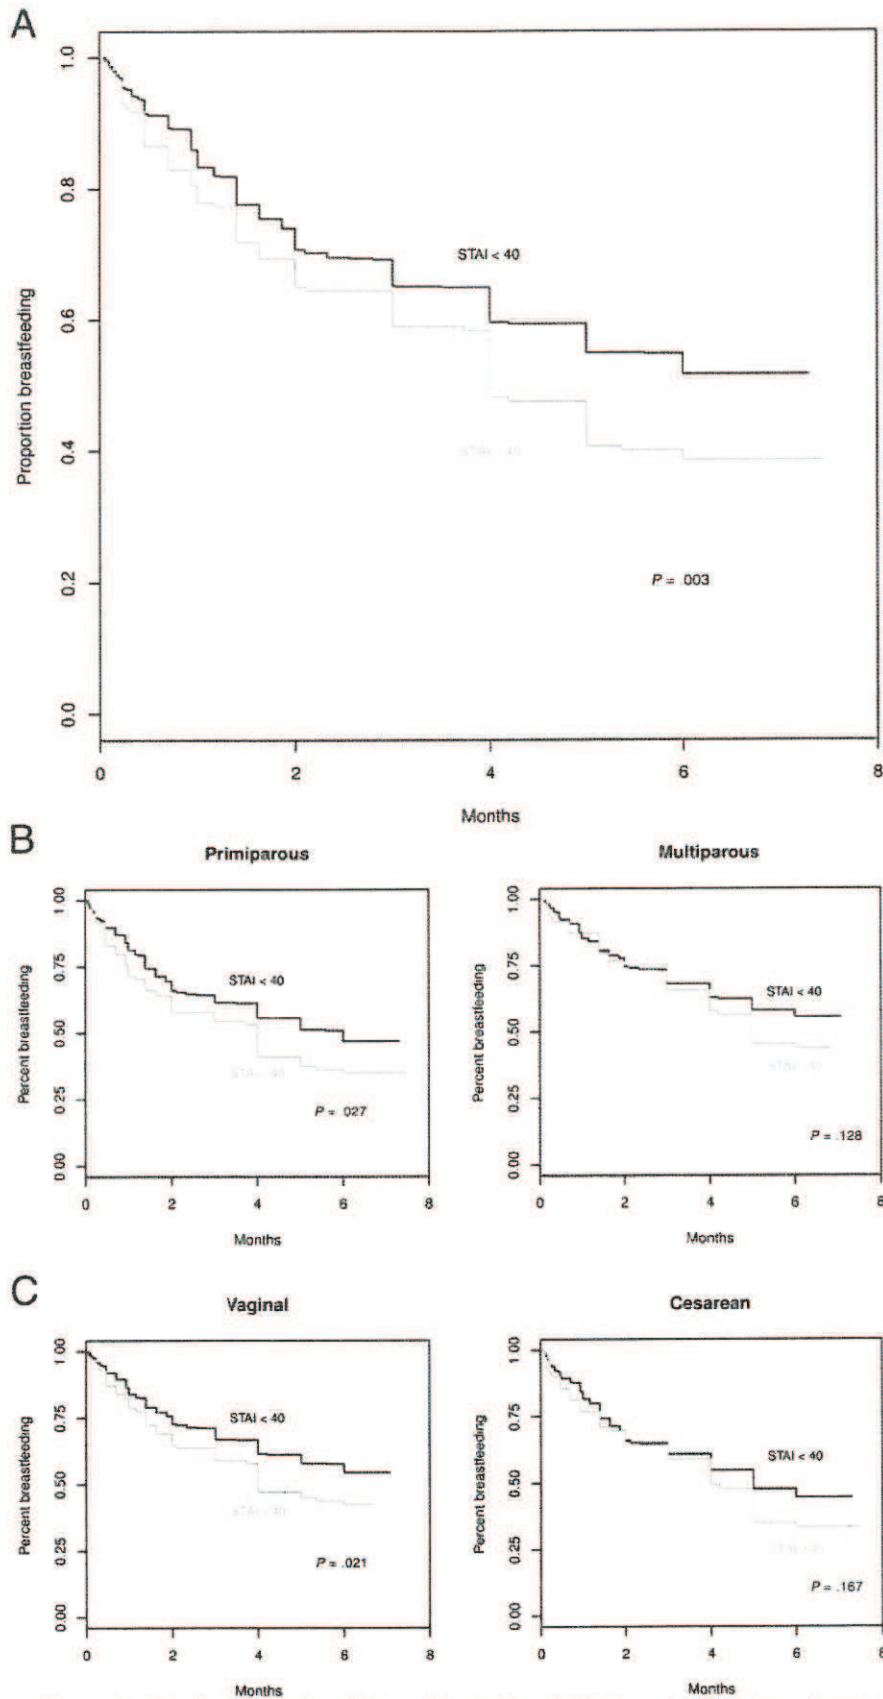 A
1.0
0.8
0.6
0.4
0.2
0.0
Proportion breastfeeding
STAI < 40
P = .003
0 2 4 6 8
Months
B
Primiparous
1.00
0.75
0.50
0.25
0.00
Percent breastfeeding
STAI < 40
P = .027
0 2 4 6 8
Months
Multiparous
1.00
0.75
0.50
0.25
0.00
Percent breastfeeding
STAI < 40
P = .128
0 2 4 6 8
Months
C
Vaginal
1.00
0.75
0.50
0.25
0.00
Percent breastfeeding
STAI < 40
P = .021
0 2 4 6 8
Months
Cesarean
1.00
0.75
0.50
0.25
0.00
Percent breastfeeding
STAI < 40
P = .167
0 2 4 6 8
Months